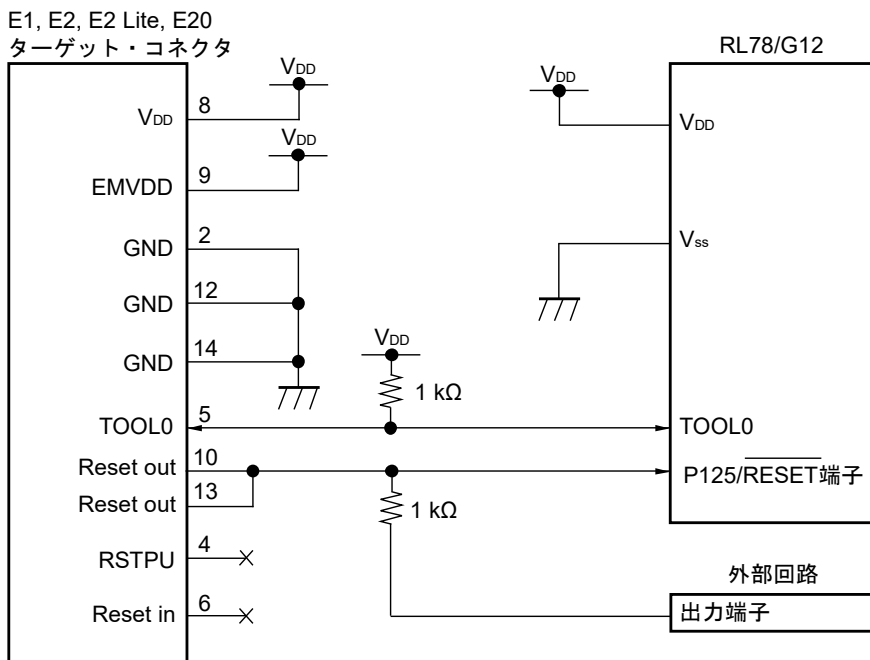 E1, E2, E2 Lite, E20
ターゲット・コネクタ
RL78/G12
VDD
VDD
8
VDD
VDD
VDD
VDD
EMVDD
9
GND
2
Vss
GND
12
GND
14
VDD
1 kΩ
TOOL0
5
TOOL0
Reset out
10
P125/RESET端子
Reset out
13
1 kΩ
RSTPU
4
外部回路
Reset in
6
出力端子